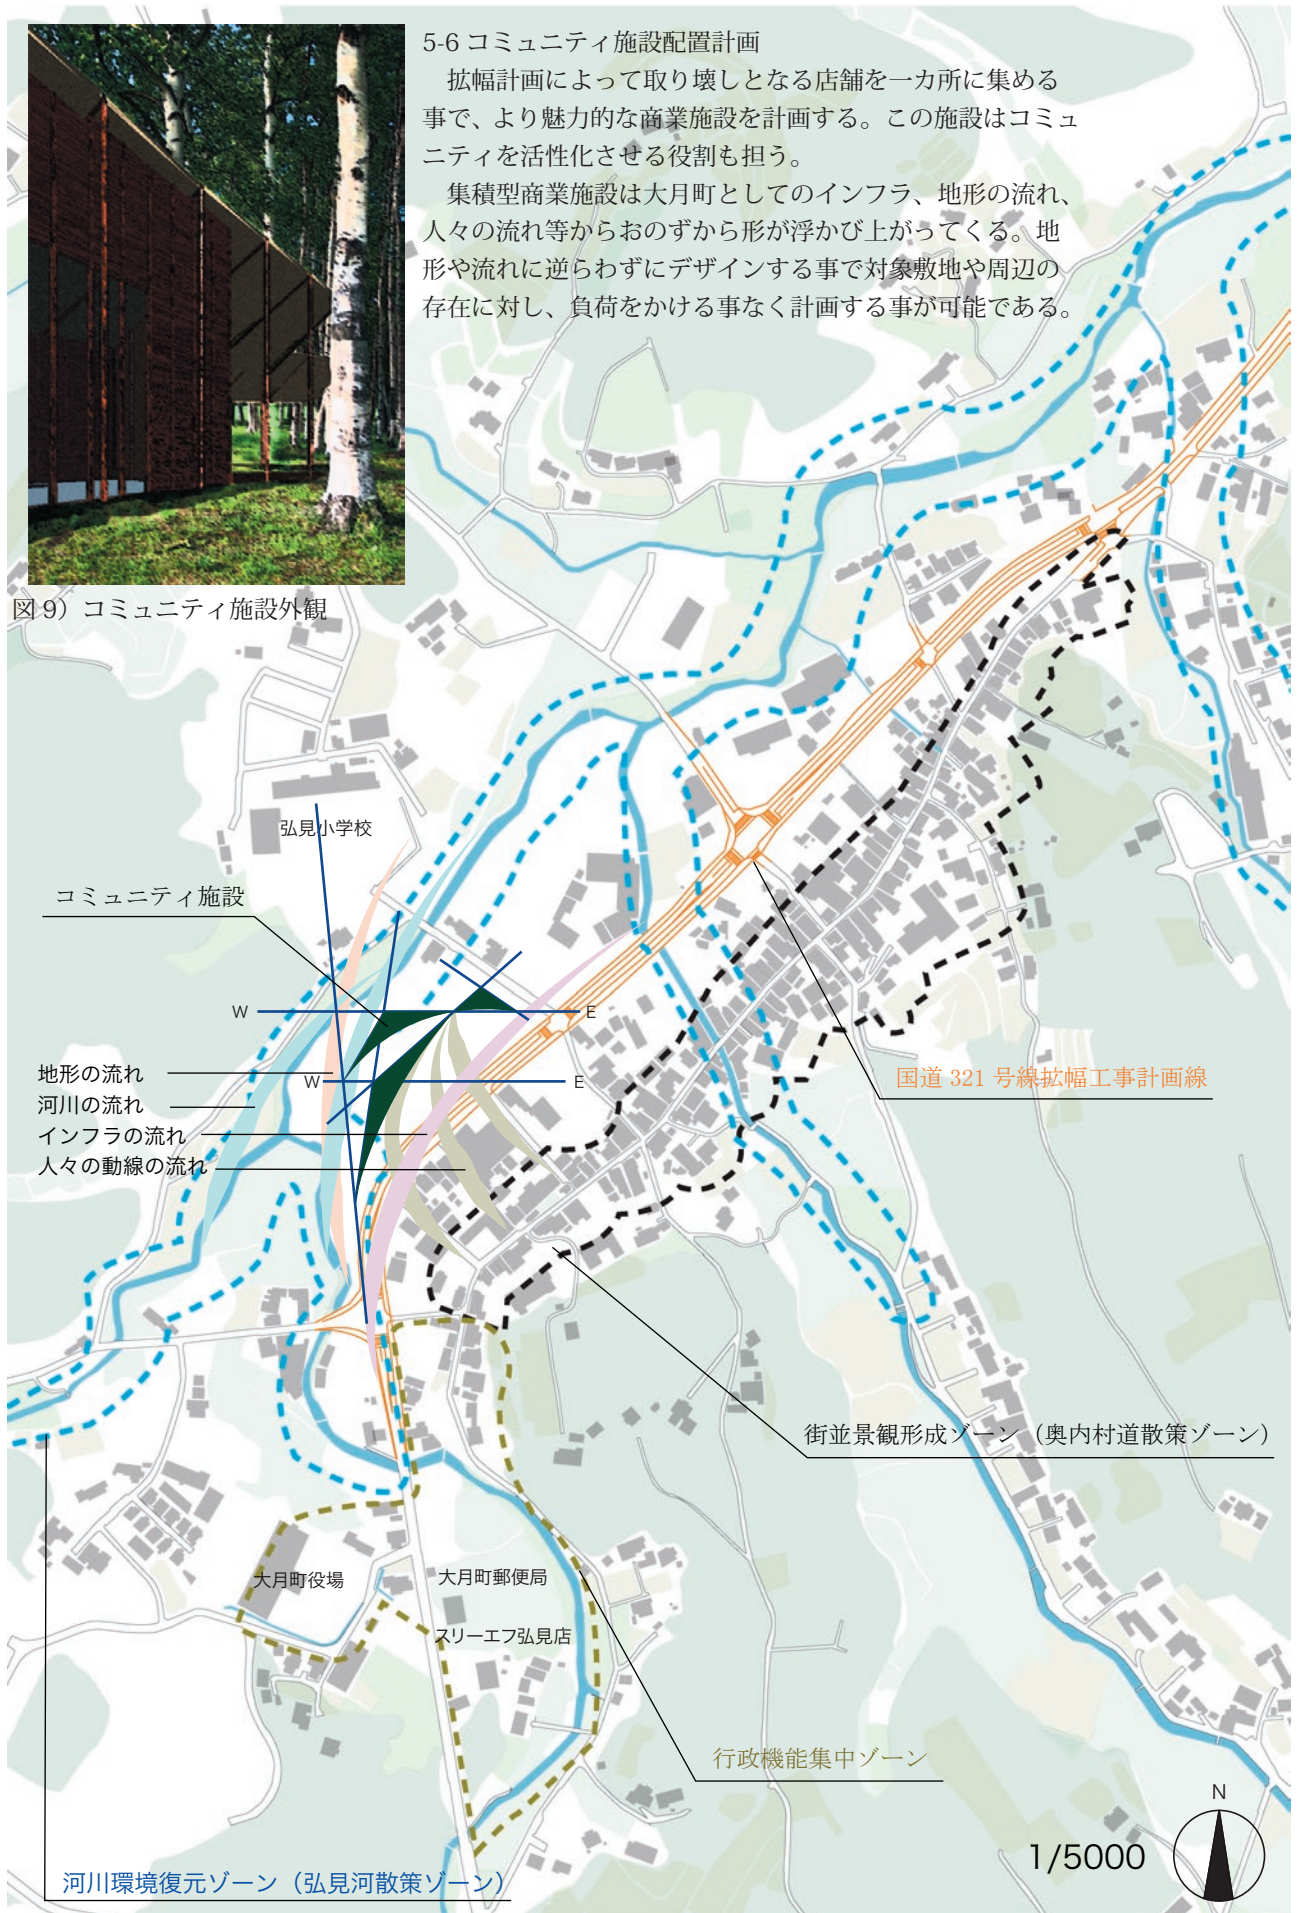 5-6 コミュニティ施設配置計画
拡幅計画によって取り壊しとなる店舗を一カ所に集める
事で、より魅力的な商業施設を計画する。この施設はコミュ
ニティを活性化させる役割も担う。
集積型商業施設は大月町としてのインフラ、地形の流れ、
人々の流れ等からおのずから形が浮かび上がってくる。地
形や流れに逆らわずにデザインする事で対象敷地や周辺の
存在に対し、負荷をかける事なく計画する事が可能である。
図 9）コミュニティ施設外観
弘見小学校
コミュニティ施設
W
E
地形の流れ
W
E
河川の流れ
インフラの流れ
人々の動線の流れ
国道 321 号線拡幅工事計画線
街並景観形成ゾーン（奥内村道散策ゾーン）
大月町役場
大月町郵便局
スリーエフ弘見店
行政機能集中ゾーン
N
1/5000
河川環境復元ゾーン（弘見河散策ゾーン）